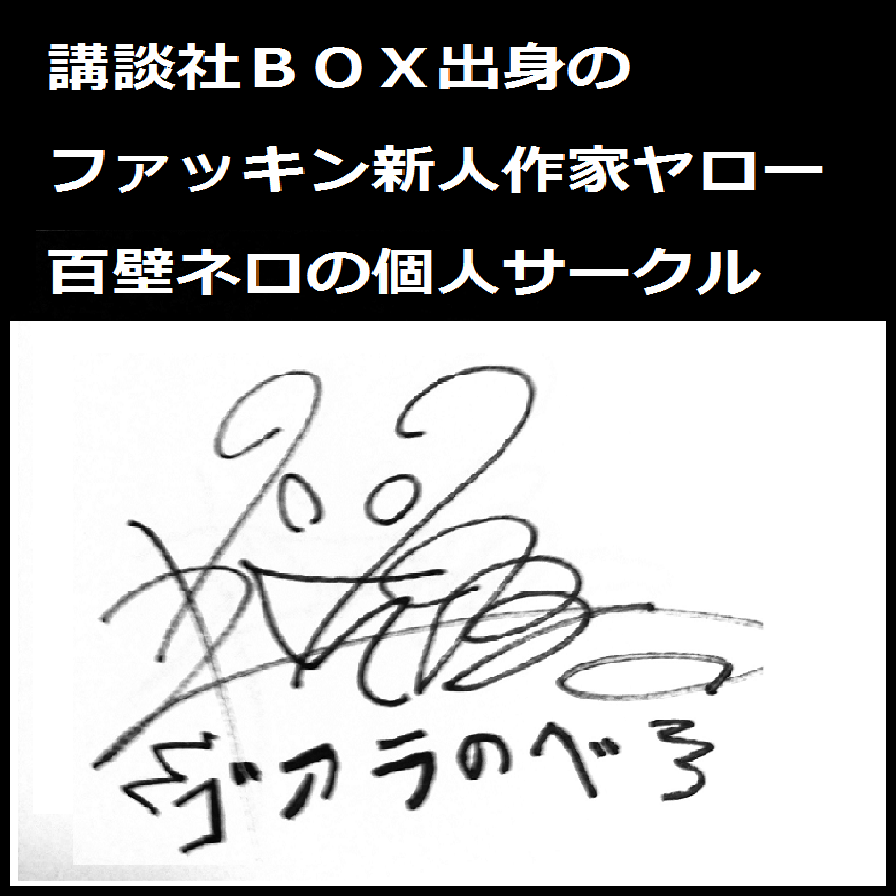 講談社ＢＯＸ出身の
ファッキン新人作家ヤロー
百壁ネロの個人サークル
アラのべろ